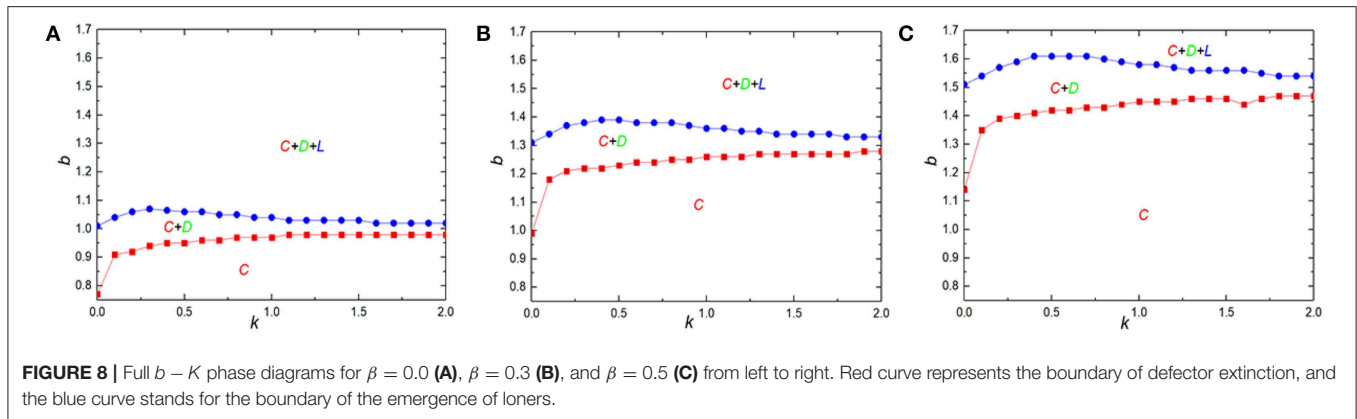 A
1.7
1.6
1.5
1.4
1.3
1.2
1.1
1.0
0.9
0.8
b
C+D+L
C+D
C
0.0
0.5
1.0
1.5
2.0
k
B
1.7
1.6
1.5
1.4
1.3
1.2
1.1
1.0
0.9
0.8
b
C+D+L
C+D
C
0.0
0.5
1.0
1.5
2.0
k
C
1.7
1.6
1.5
1.4
1.3
1.2
1.1
1.0
0.9
0.8
b
C+D+L
C+D
C
0.0
0.5
1.0
1.5
2.0
k
FIGURE 8 | Full b − K phase diagrams for β = 0.0 (A), β = 0.3 (B), and β = 0.5 (C) from left to right. Red curve represents the boundary of defector extinction, and
the blue curve stands for the boundary of the emergence of loners.